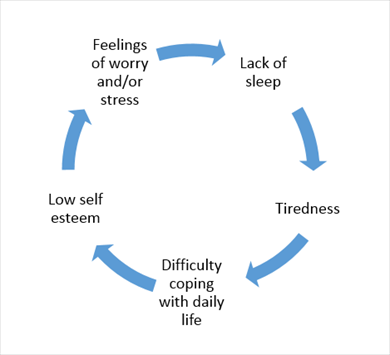 Feelings
of worry
and/or
stress
Lack of
sleep
Tiredness
Difficulty
coping
with daily
life
Low self
esteem